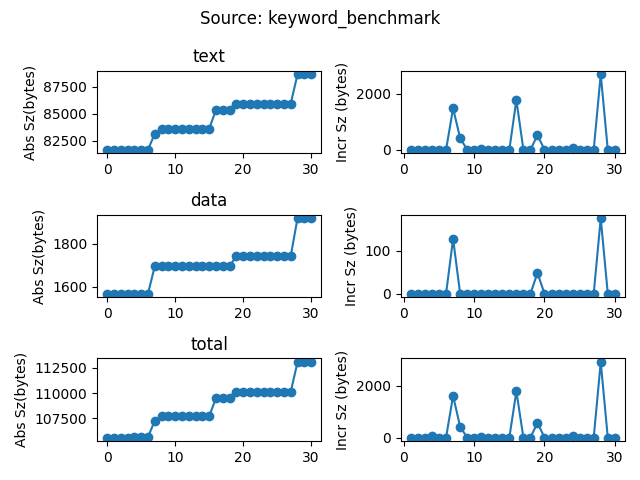 Source: keyword_benchmark
text
Abs Sz(bytes)
87500
85000
82500
0 10 20 30
Incr Sz (bytes)
2000
0
0 10 20 30
data
Abs Sz(bytes)
1800
1600
0 10 20 30
Incr Sz (bytes)
100
0
0 10 20 30
total
Abs Sz(bytes)
112500
110000
107500
0 10 20 30
Incr Sz (bytes)
2000
0
0 10 20 30